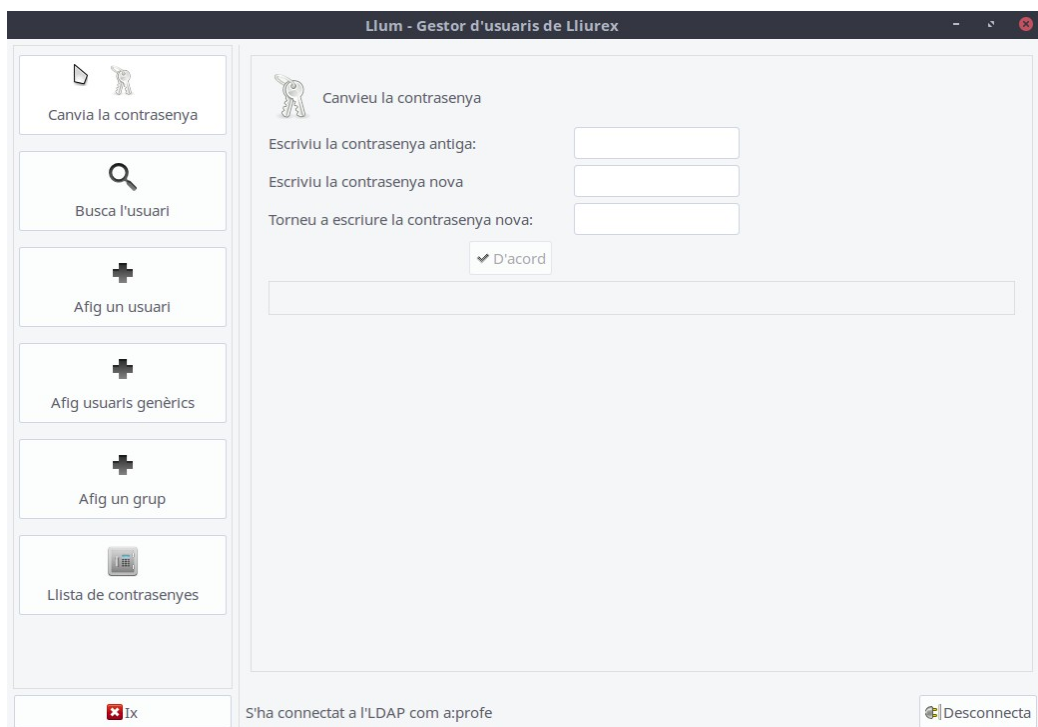 Llum - Gestor d'usuaris de Lliurex
Canvia la contrasenya
Busca l'usuari
Afig un usuari
Afig usuaris genèrics
Afig un grup
Llista de contrasenyes
Ix
Canvieu la contrasenya
Escriviu la contrasenya antiga:
Escriviu la contrasenya nova
Torneu a escriure la contrasenya nova:
D'acord
S'ha connectat a l'LDAP com a:profe
Desconnecta